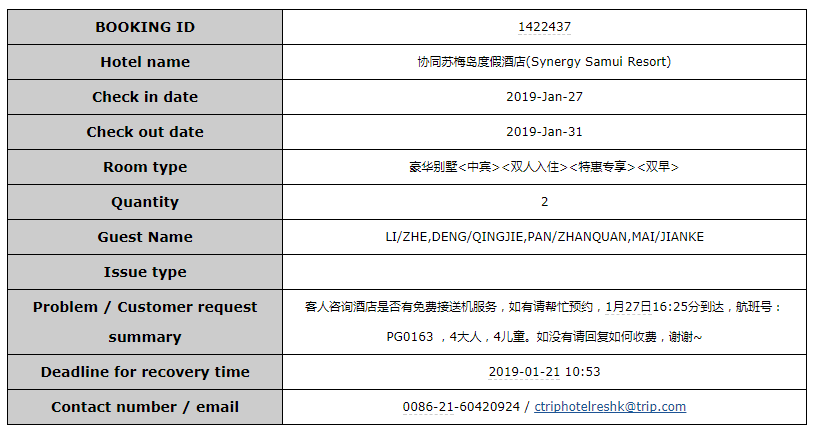 BOOKING ID 1422437
Hotel name 协同苏梅岛度假酒店(Synergy Samui Resort)
Check in date 2019-Jan-27
Check out date 2019-Jan-31
Room type 豪华别墅<中宾><双人入住><特惠专享><双早>
Quantity 2
Guest Name LI/ZHE,DENG/QINGJIE,PAN/ZHANQUAN,MAI/JIANKE
Issue type
Problem / Customer request
summary
客人咨询酒店是否有免费接送机服务，如有请帮忙预约，1月27日16:25分到达，航班号：
PG0163 ，4大人，4儿童。如没有请回复如何收费，谢谢~
Deadline for recovery time 2019-01-21 10:53
Contact number / email 0086-21-60420924 / ctriphotelreshk@trip.com